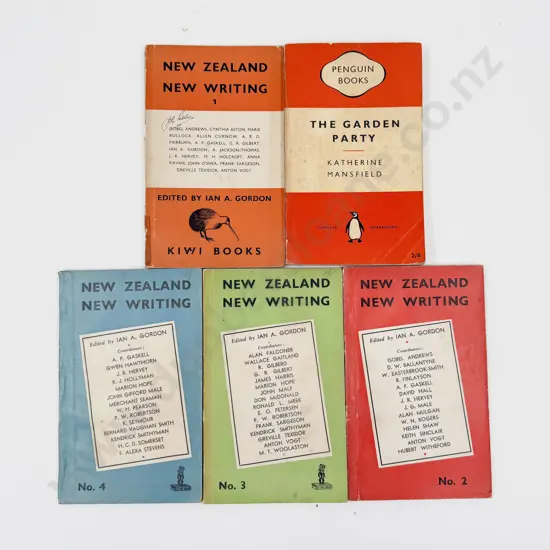 NEW ZEALAND
NEW WRITING
1
ISOBEL ANDREWS, CYNTHIA ASTON, MARIE
BULLOCK, ALLEN CURNOW, A. R. D.
FAIRBURN, A. P. GASKELL, G. R. GILBERT,
IAN A. GORDON, A. JACKSON-THOMAS,
J. R. HERVEY, M. H. HOLCROFT, ANNA
KAVAN, JOHN O'SHEA, FRANK SARGESON,
GREVILLE TEXIDOR, ANTON VOGT
EDITED BY IAN A. GORDON
KIWI BOOKS
PENGUIN
BOOKS
THE GARDEN
PARTY
KATHERINE
MANSFIELD
2/6
NEW ZEALAND
NEW WRITING
Edited by IAN A. GORDON
Contributors:
A. P. GASKELL
GWEN HAWTHORN
J. R. HERVEY
R. J. HOLLYMAN
MARION HOPE
JOHN GIFFORD MALE
MERCHANT SEAMAN
W. H. PEARSON
P. W. ROBERTSON
R. SEYMOUR
BERNARD VAUGHAN SMITH
KENDRICK SMITHYMAN
H. C. D. SOMERSET
F. ALEXA STEVENS
No. 4
NEW ZEALAND
NEW WRITING
Edited by IAN A. GORDON
Contributors:
ALAN FALCONER
WALLACE GAITLAND
R. GILBERD
G. R. GILBERT
JAMES HARRIS
MARION HOPE
JOHN MALE
DON McDONALD
RONALD L. MEEK
E. O. PETERSEN
P. W. ROBERTSON
FRANK SARGESON
KENDRICK SMITHYMAN
GREVILLE TEXIDOR
ANTON VOGT
M. T. WOOLASTON
No. 3
NEW ZEALAND
NEW WRITING
Edited by IAN A. GORDON
Contributors:
ISOBEL ANDREWS
D. W. BALLANTYNE
W. EASTERBROOK-SMITH
R. FINLAYSON
A. P. GASKELL
DAVID HALL
J. R. HERVEY
J. G. MALE
ALAN MULGAN
W. N. ROGERS
HELEN SHAW
KEITH SINCLAIR
ANTON VOGT
HUBERT WITHEFORD
No. 2